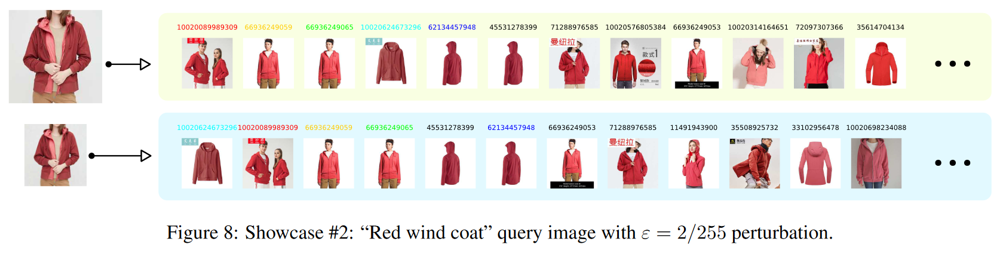 10020089989309 66936249059 66936249065 10020624673296 62134457948 45531278399 71288976585 10020576805384 66936249053 10020314164651 72097307366 35614704134
曼纽拉
款式1
10020624673296 10020089989309 66936249059 66936249065 45531278399 62134457948 66936249053 71288976585 11491943900 35508925732 33102956478 10020698234088
曼纽拉
Figure 8: Showcase #2: “Red wind coat” query image with ε = 2/255 perturbation.